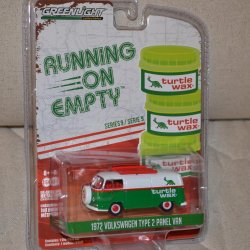 GREENLIGHT
RUNNING
ON
EMPTY
SERIES 9 / SÉRIE 9
turtle
wax
turtle
wax
turtle
wax
1972 VOLKSWAGEN TYPE 2 PANEL VAN